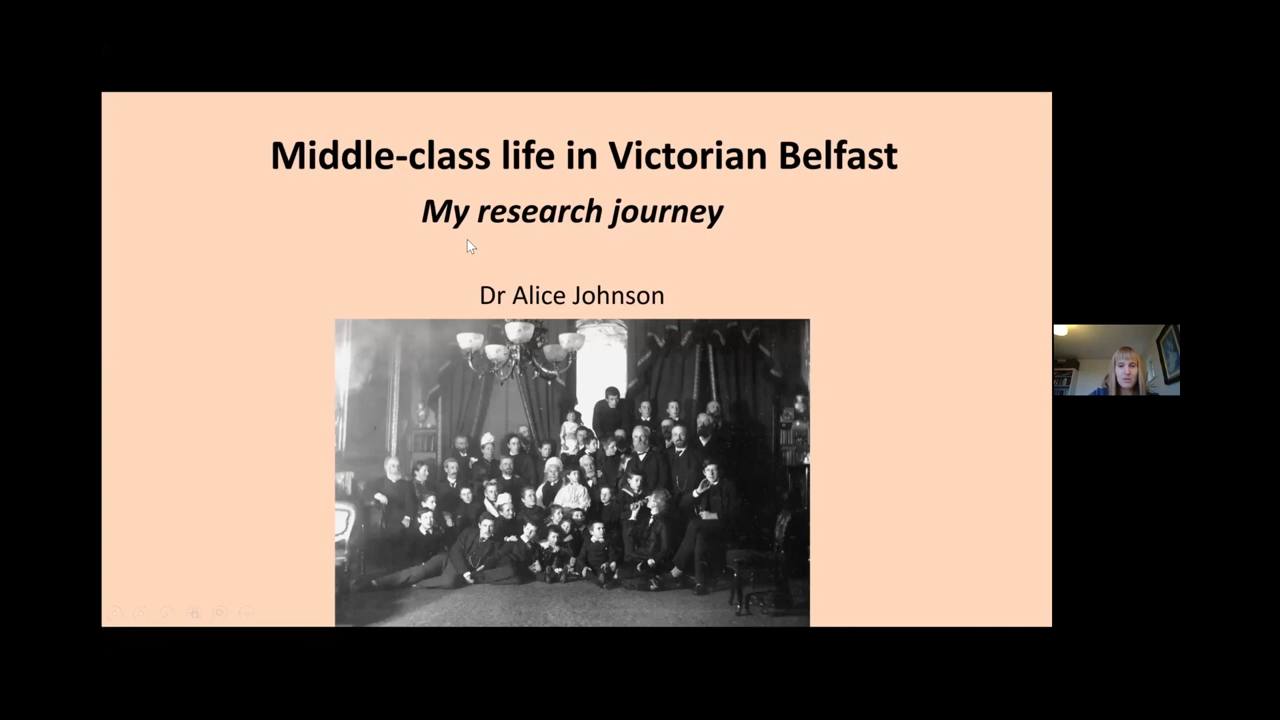 Middle-class life in Victorian Belfast
My research journey
Dr Alice Johnson